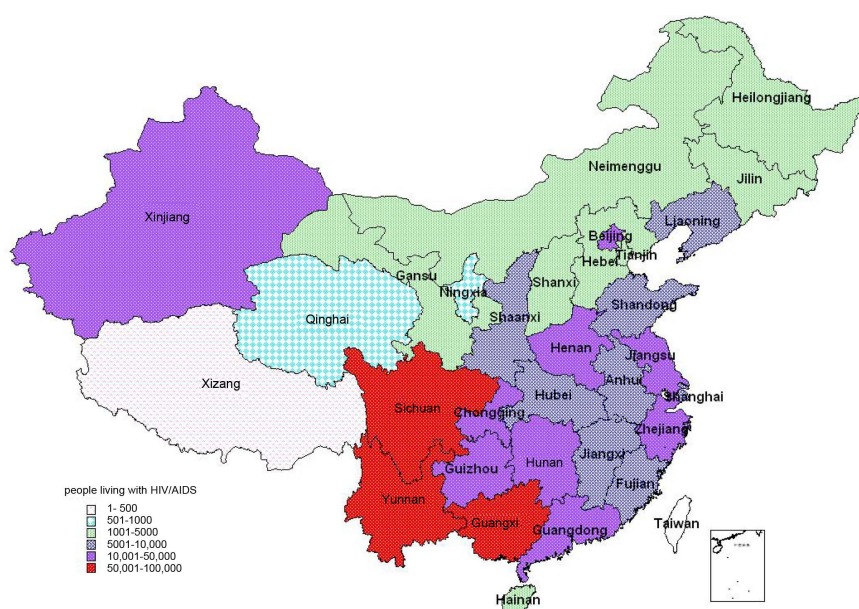 Heilongjiang
Neimenggu
Jilin
Xinjiang
Liaoning
Beijing
Tianjin
Hebei
Gansu
Ningxia
Shanxi
Shandong
Qinghai
Shaanxi
Henan
Jiangsu
Xizang
Anhui
Hubei
Shanghai
Sichuan
Chongqing
Zhejiang
Jiangxi
Hunan
Guizhou
Fujian
Yunnan
Guangxi
Guangdong
Taiwan
Hainan
people living with HIV/AIDS
1- 500
501-1000
1001-5000
5001-10,000
10,001-50,000
50,001-100,000